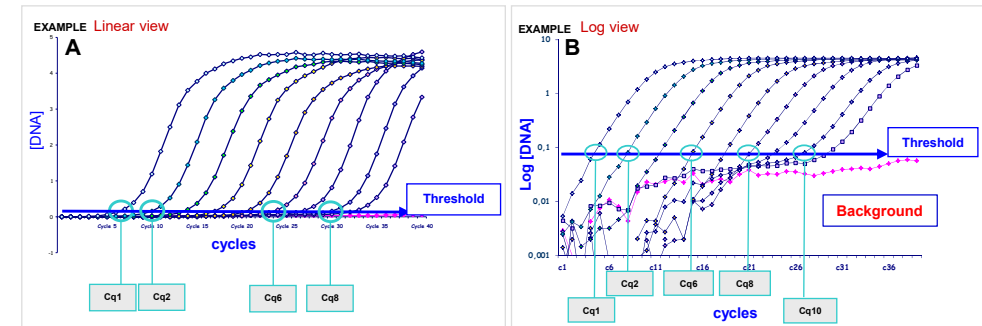 EXAMPLE Linear view
A
5
4
3
2
1
0
-1
[DNA]
Threshold
Cycle 5
Cycle 10
Cycle 15
Cycle 20
Cycle 25
Cycle 30
Cycle 35
Cycle 40
cycles
Cq1
Cq2
Cq6
Cq8
EXAMPLE Log view
B
10
1
0,1
0,01
0,001
Log [DNA]
Threshold
Background
c1
c6
c11
c16
c21
c26
c31
c36
Cq2
Cq6
Cq8
Cq1
Cq10
cycles